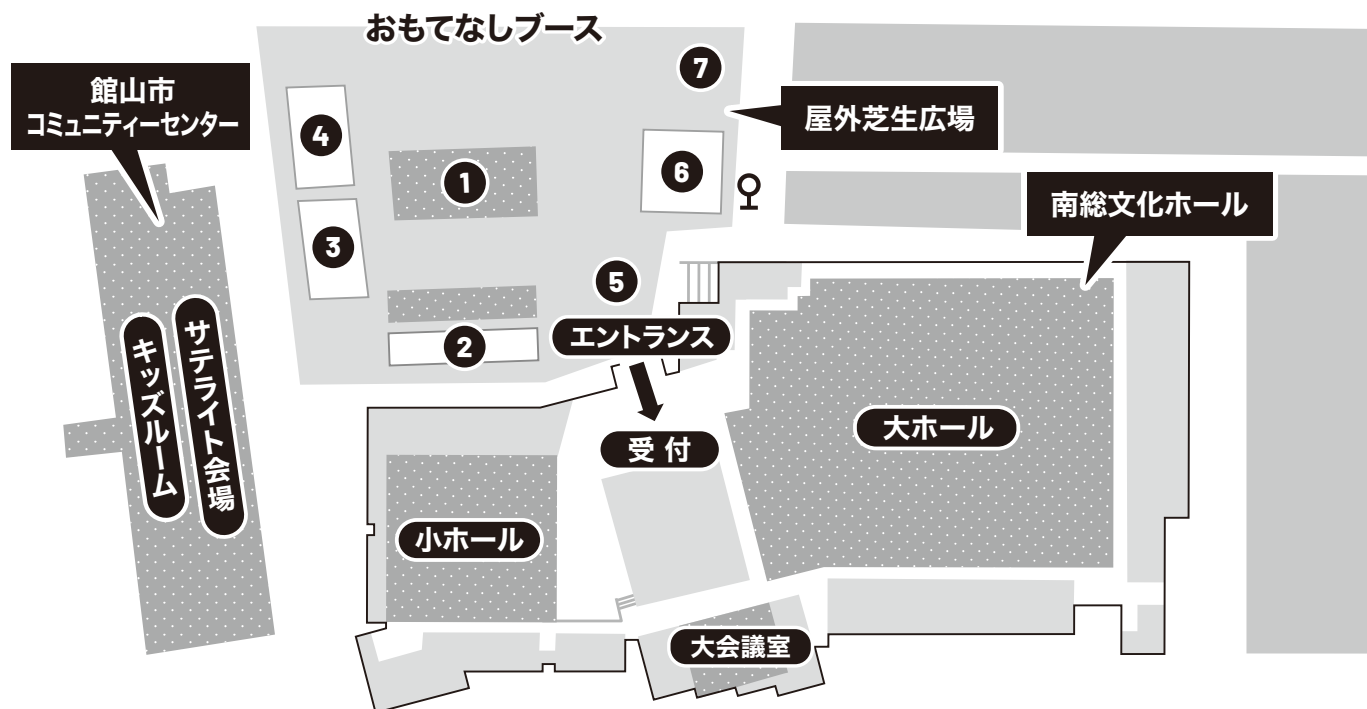 おもてなしブース
館山市
コミュニティーセンター
屋外芝生広場
南総文化ホール
7
4
1
6
3
5
2
エントランス
サテライト会場
キッズルーム
受付
大ホール
小ホール
大会議室